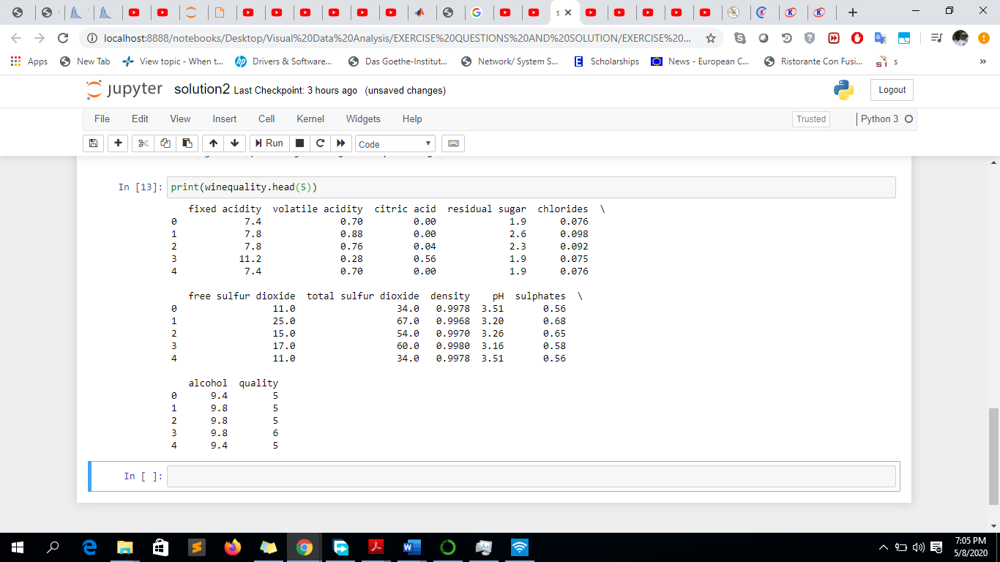 s
localhost:8888/notebooks/Desktop/Visual%20Data%20Analysis/EXERCISE%20QUESTIONS%20AND%20SOLUTION/EXERCISE%20...
Apps New Tab View topic - When t... Drivers & Software... Das Goethe-Institut... Network/ System S... Scholarships News - European C... Ristorante Con Fusi... s »
jupyter solution2 Last Checkpoint: 3 hours ago (unsaved changes) Logout
File Edit View Insert Cell Kernel Widgets Help Trusted Python 3
Run Code
In [13]: print(winequality.head(5))
   fixed acidity  volatile acidity  citric acid  residual sugar  chlorides  \
0            7.4              0.70         0.00             1.9      0.076
1            7.8              0.88         0.00             2.6      0.098
2            7.8              0.76         0.04             2.3      0.092
3           11.2              0.28         0.56             1.9      0.075
4            7.4              0.70         0.00             1.9      0.076
   free sulfur dioxide  total sulfur dioxide  density    pH  sulphates  \
0                 11.0                  34.0   0.9978  3.51       0.56
1                 25.0                  67.0   0.9968  3.20       0.68
2                 15.0                  54.0   0.9970  3.26       0.65
3                 17.0                  60.0   0.9980  3.16       0.58
4                 11.0                  34.0   0.9978  3.51       0.56
   alcohol  quality
0      9.4        5
1      9.8        5
2      9.8        5
3      9.8        6
4      9.4        5
In [ ]:
7:05 PM
5/8/2020